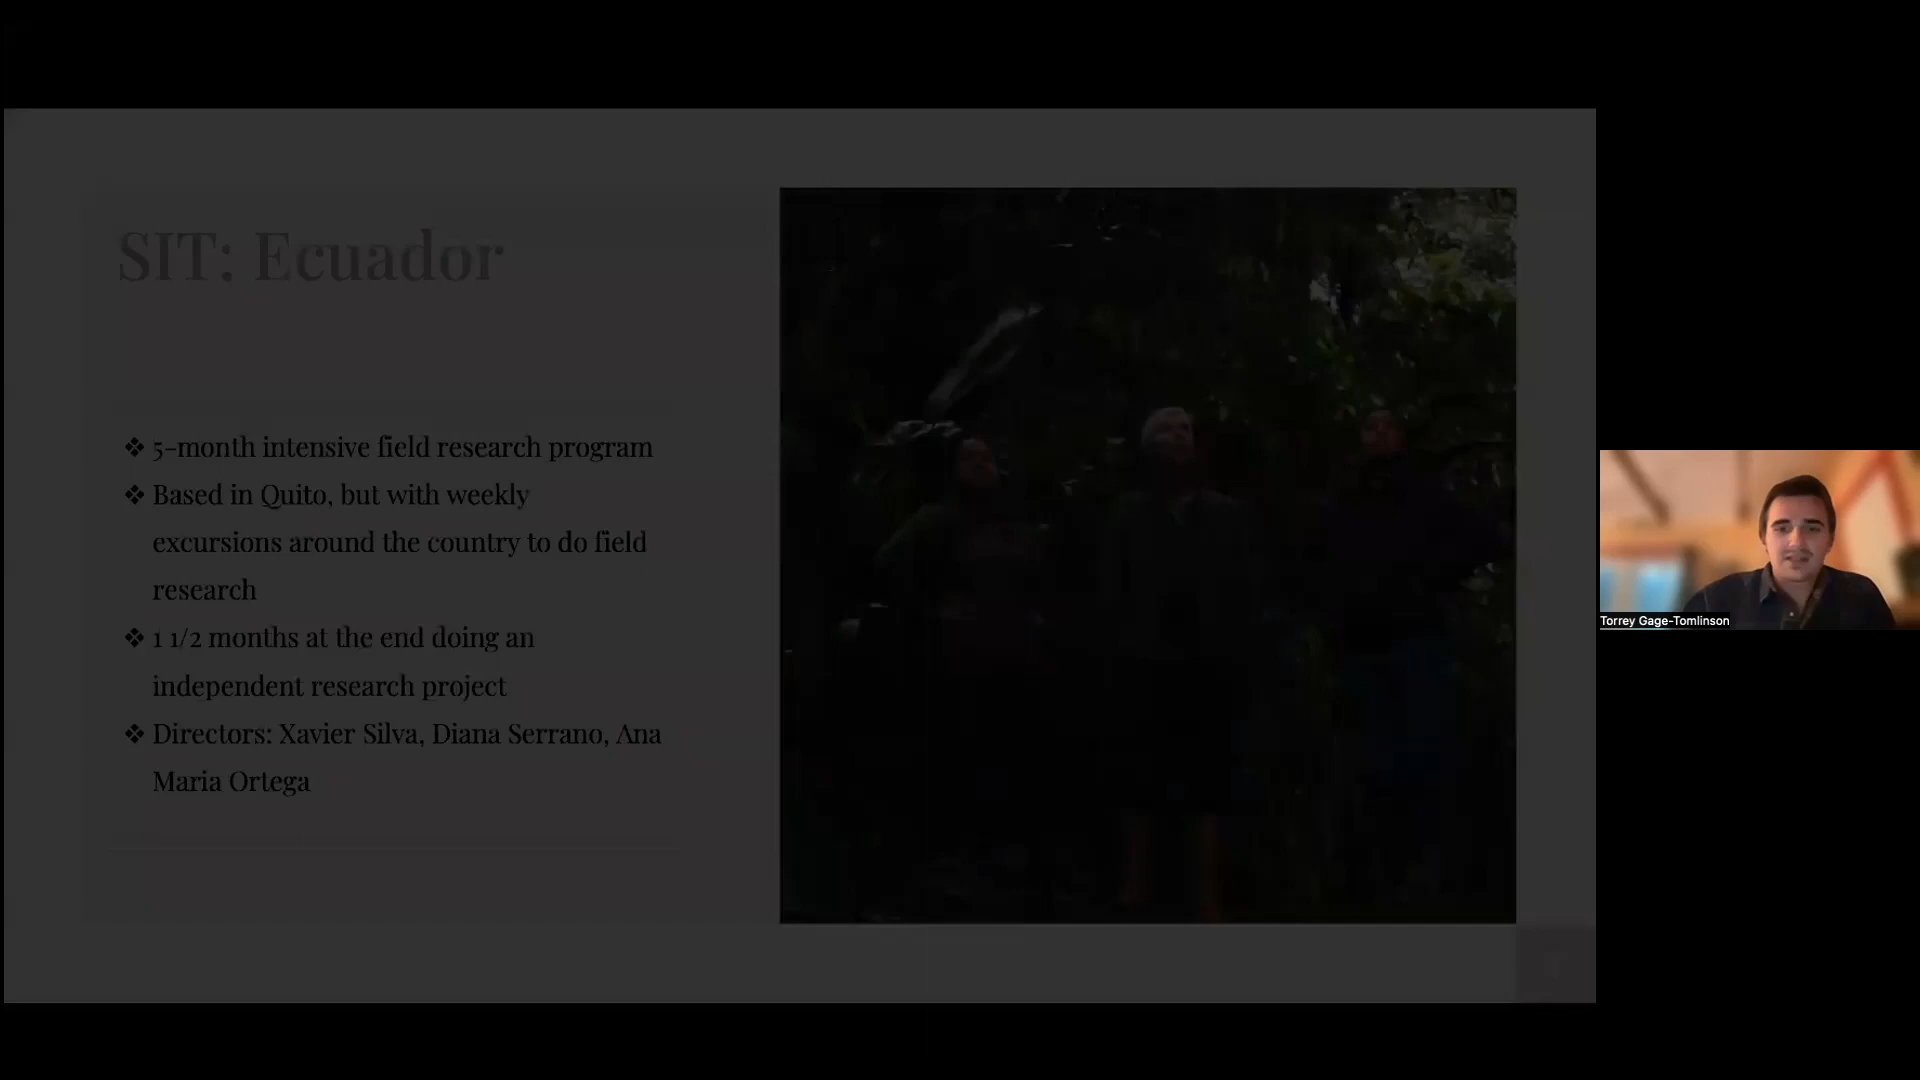 SIT: Ecuador
❖ 5-month intensive field research program
❖ Based in Quito, but with weekly
excursions around the country to do field
research
❖ 1 1/2 months at the end doing an
independent research project
❖ Directors: Xavier Silva, Diana Serrano, Ana
Maria Ortega
Torrey Gage-Tomlinson